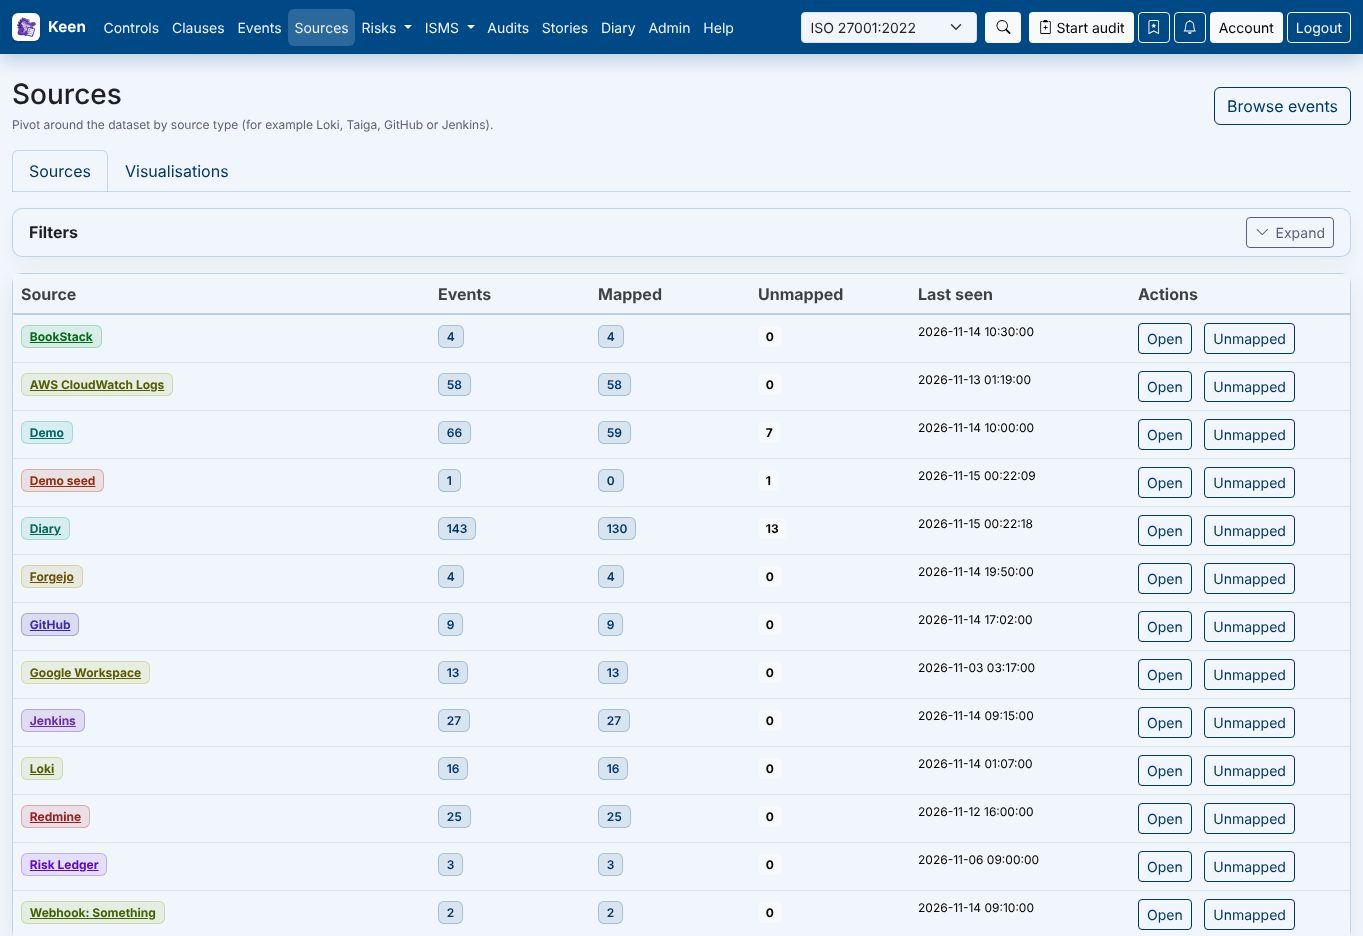 Keen Controls Clauses Events Sources Risks ISMS Audits Stories Diary Admin Help ISO 27001:2022 Start audit Account Logout
Sources
Browse events
Pivot around the dataset by source type (for example Loki, Taiga, GitHub or Jenkins).
Sources Visualisations
Filters Expand
Source Events Mapped Unmapped Last seen Actions
BookStack 4 4 0 2026-11-14 10:30:00 Open Unmapped
AWS CloudWatch Logs 58 58 0 2026-11-13 01:19:00 Open Unmapped
Demo 66 59 7 2026-11-14 10:00:00 Open Unmapped
Demo seed 1 0 1 2026-11-15 00:22:09 Open Unmapped
Diary 143 130 13 2026-11-15 00:22:18 Open Unmapped
Forgejo 4 4 0 2026-11-14 19:50:00 Open Unmapped
GitHub 9 9 0 2026-11-14 17:02:00 Open Unmapped
Google Workspace 13 13 0 2026-11-03 03:17:00 Open Unmapped
Jenkins 27 27 0 2026-11-14 09:15:00 Open Unmapped
Loki 16 16 0 2026-11-14 01:07:00 Open Unmapped
Redmine 25 25 0 2026-11-12 16:00:00 Open Unmapped
Risk Ledger 3 3 0 2026-11-06 09:00:00 Open Unmapped
Webhook: Something 2 2 0 2026-11-14 09:10:00 Open Unmapped